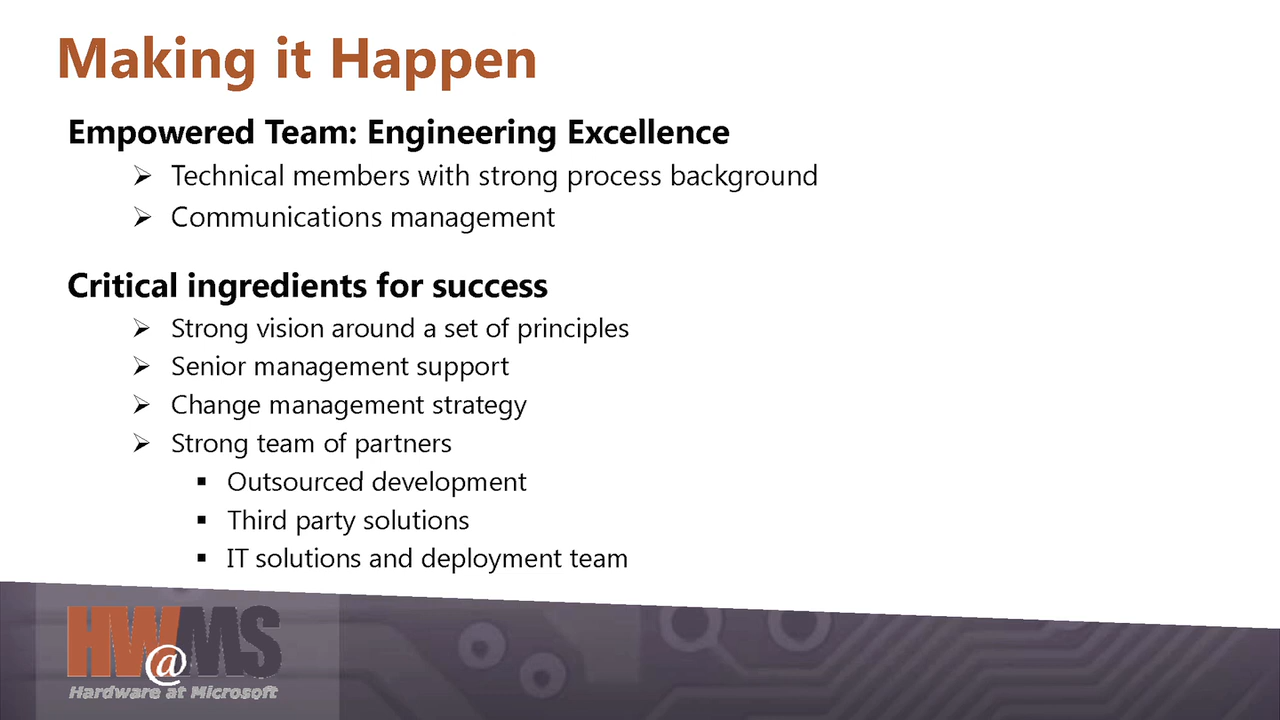 Making it Happen
Empowered Team: Engineering Excellence
Technical members with strong process background
Communications management
Critical ingredients for success
Strong vision around a set of principles
Senior management support
Change management strategy
Strong team of partners
Outsourced development
Third party solutions
IT solutions and deployment team
HW@MS
Hardware at Microsoft